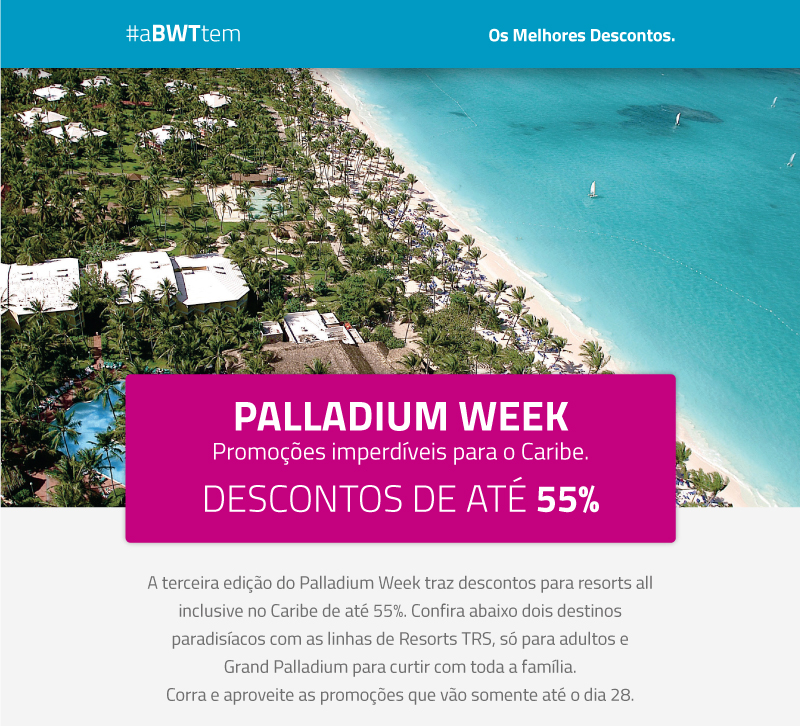 #aBWTtem
Os Melhores Descontos.
PALLADIUM WEEK
Promoções imperdíveis para o Caribe.
DESCONTOS DE ATÉ 55%
A terceira edição do Palladium Week traz descontos para resorts all
inclusive no Caribe de até 55%. Confira abaixo dois destinos
paradisíacos com as linhas de Resorts TRS, só para adultos e
Grand Palladium para curtir com toda a família.
Corra e aproveite as promoções que vão somente até o dia 28.